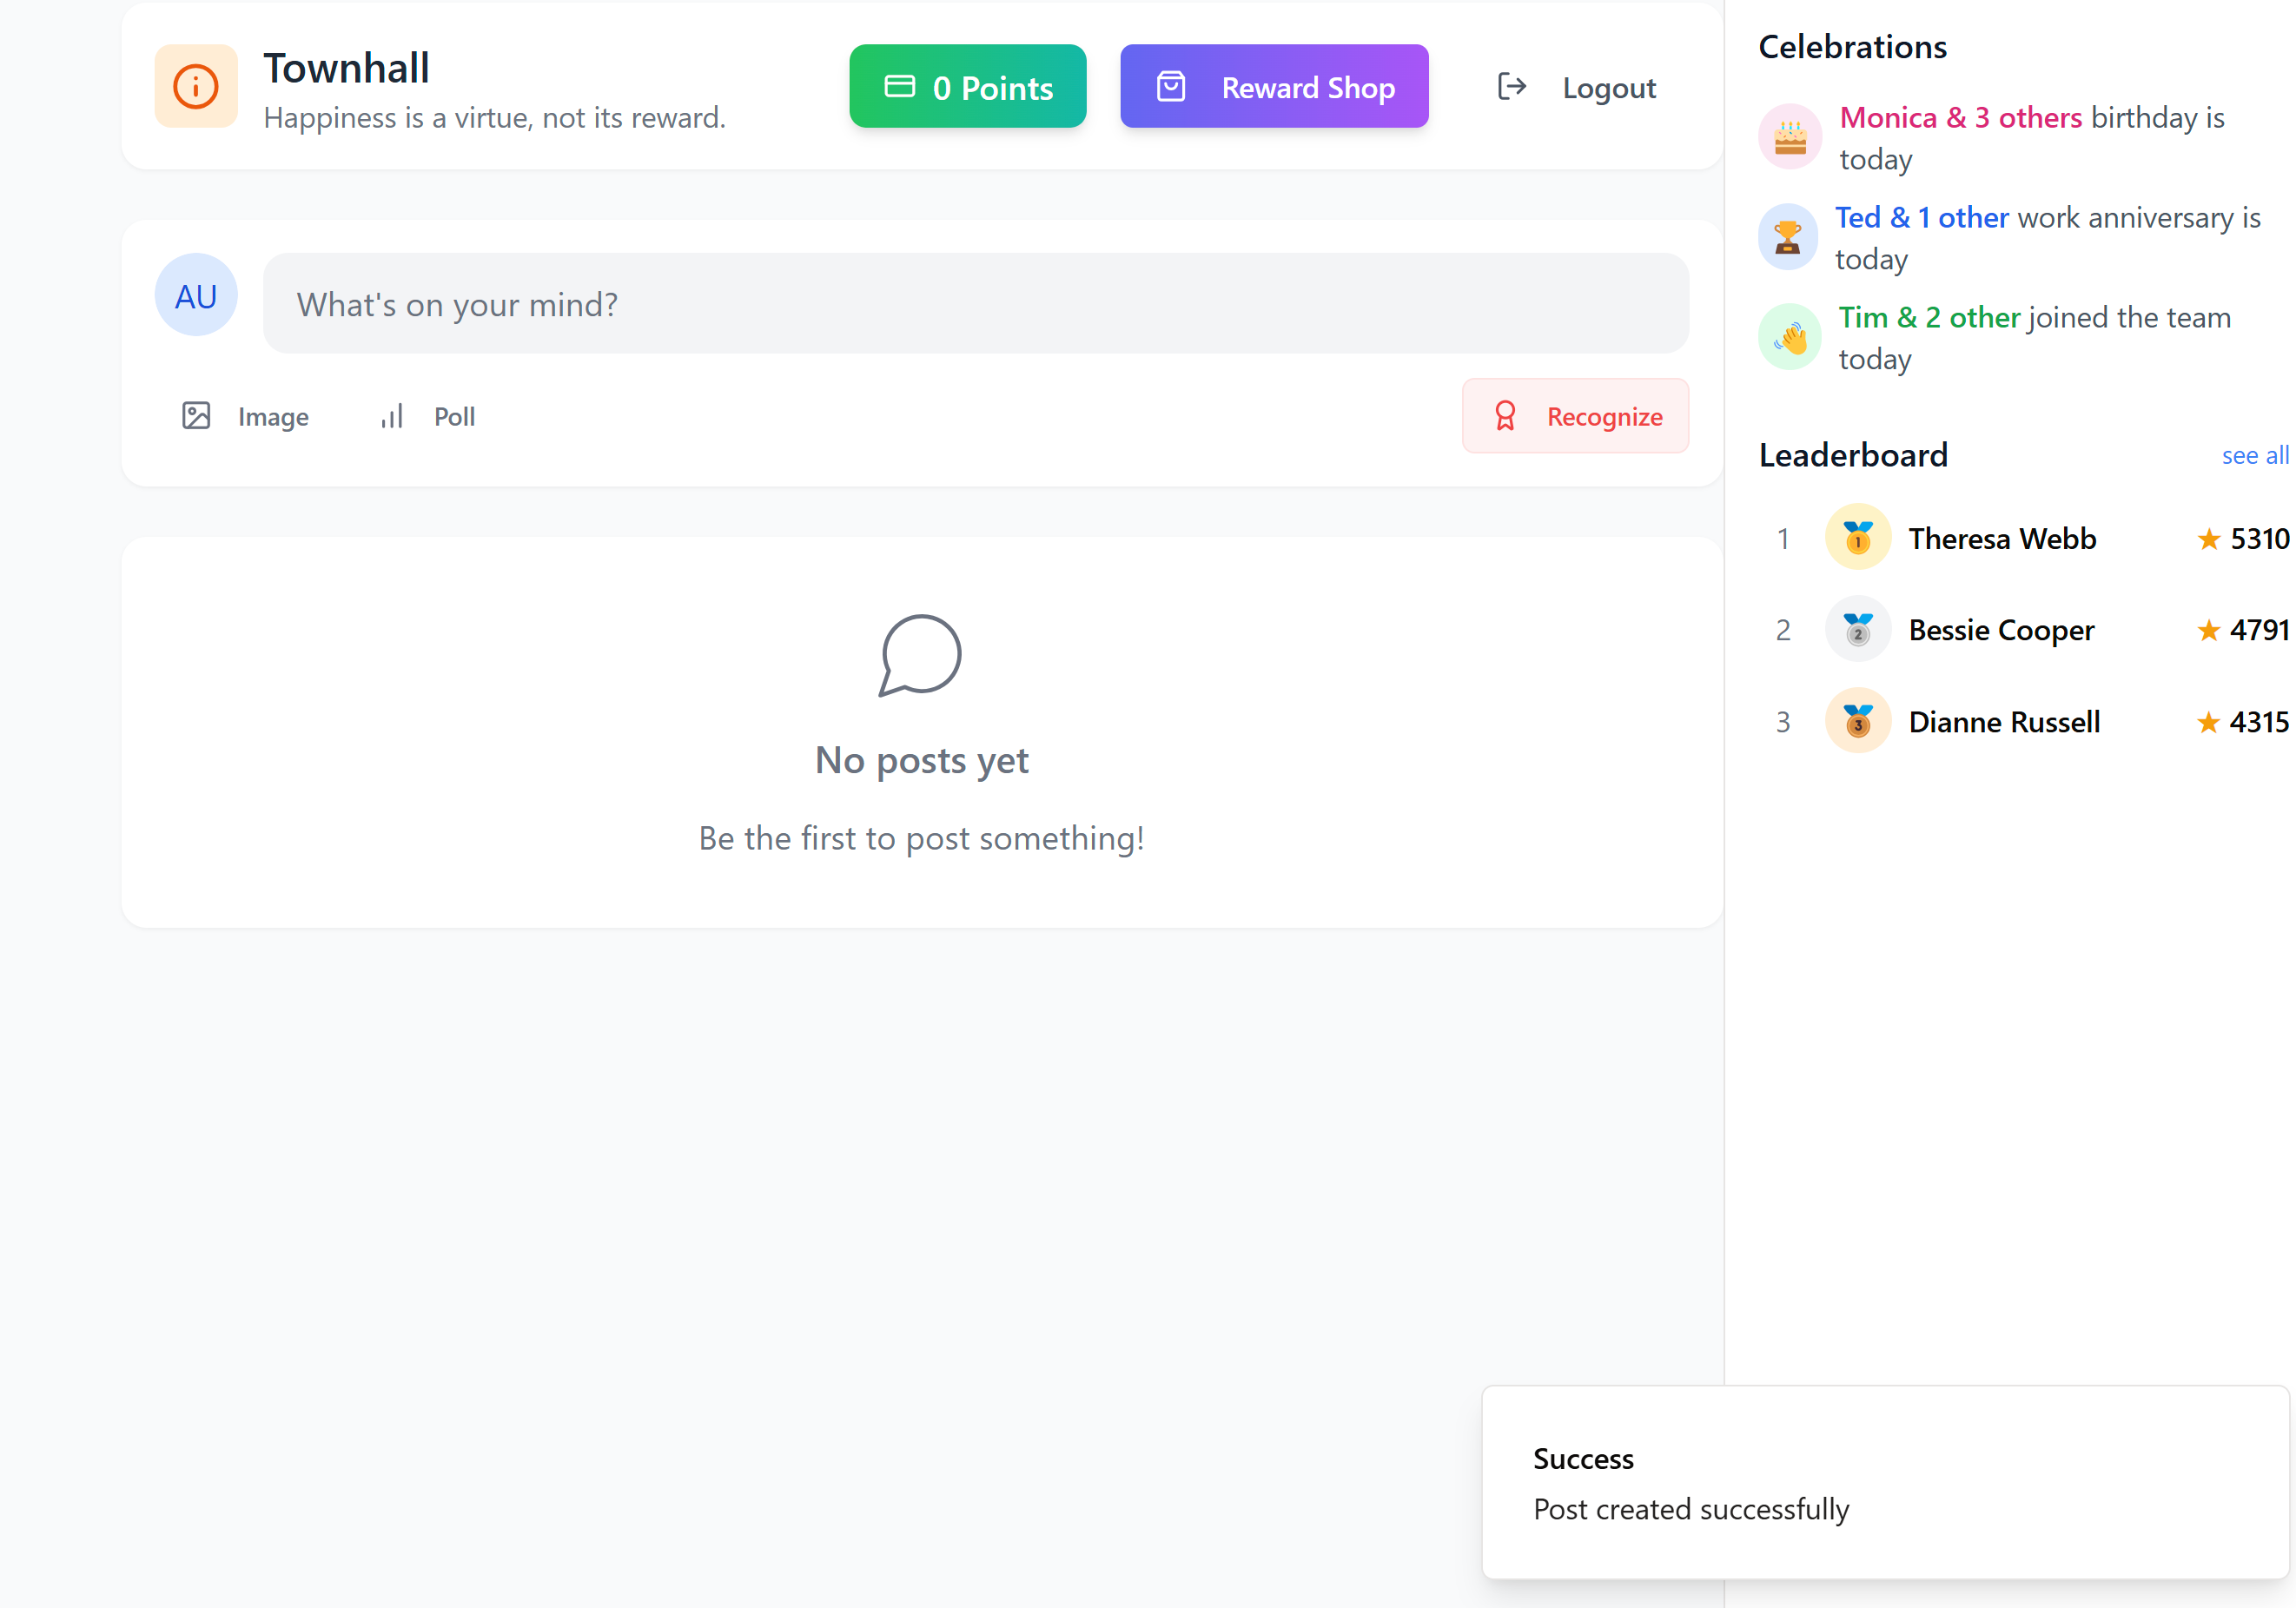 Townhall
Happiness is a virtue, not its reward.
0 Points
Reward Shop
Logout
AU
What's on your mind?
Image
Poll
Recognize
No posts yet
Be the first to post something!
Celebrations
Monica & 3 others birthday is
today
Ted & 1 other work anniversary is
today
Tim & 2 other joined the team
today
Leaderboard
see all
1 1 Theresa Webb ★ 5310
2 2 Bessie Cooper ★ 4791
3 3 Dianne Russell ★ 4315
Success
Post created successfully